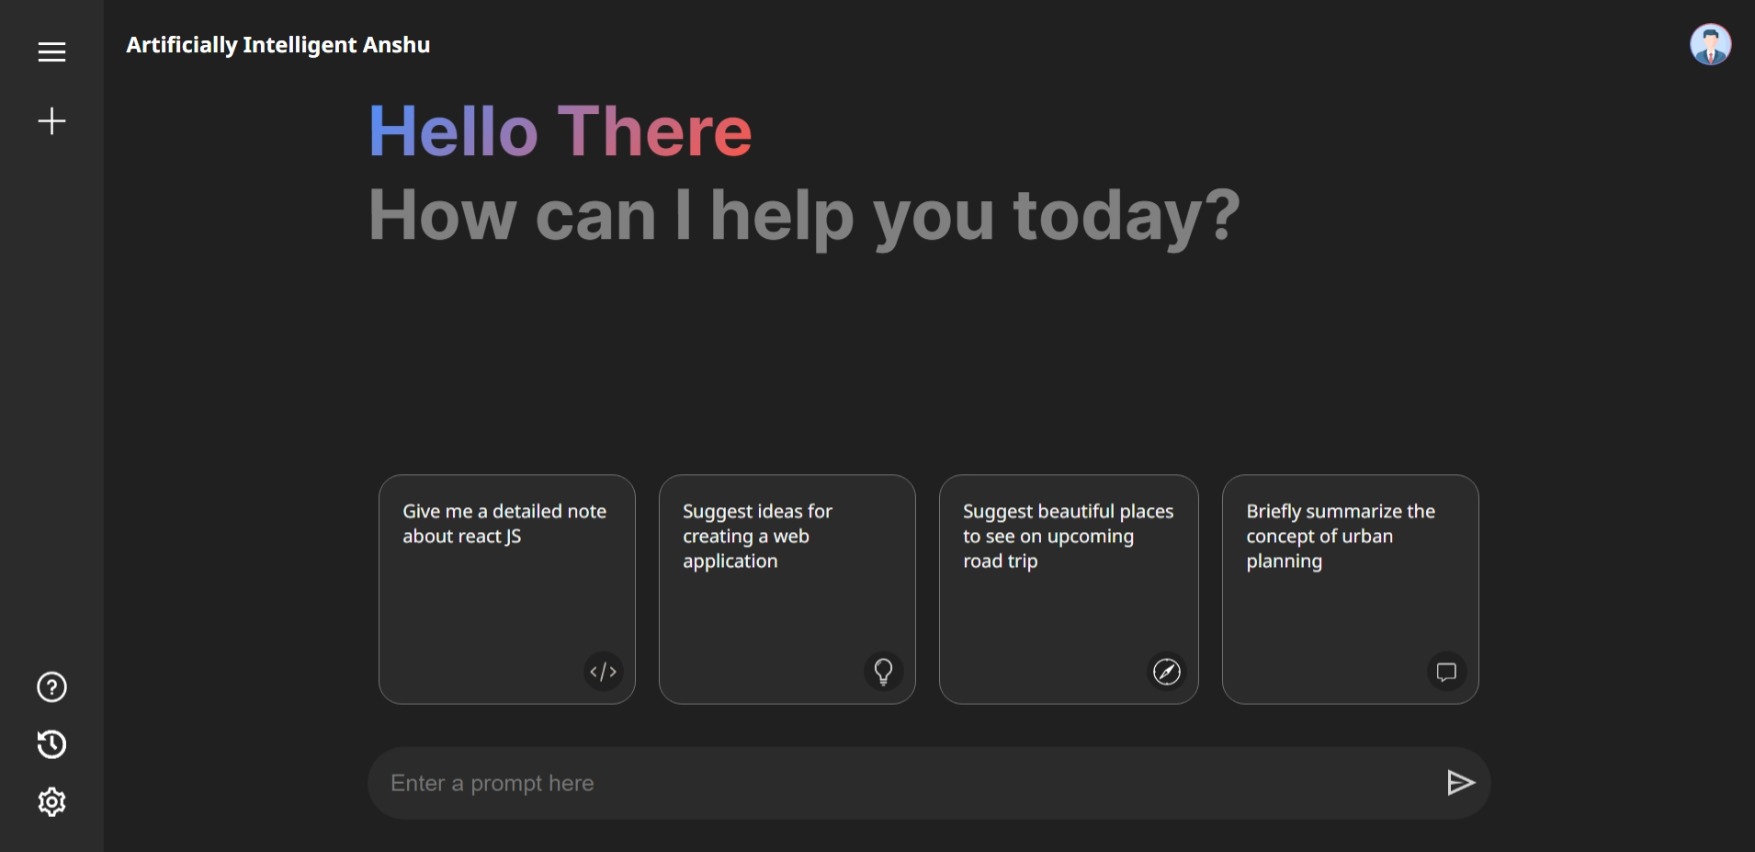 Artificially Intelligent Anshu
Hello There
How can I help you today?
Give me a detailed note
about react JS
Suggest ideas for
creating a web
application
Suggest beautiful places
to see on upcoming
road trip
Briefly summarize the
concept of urban
planning
Enter a prompt here